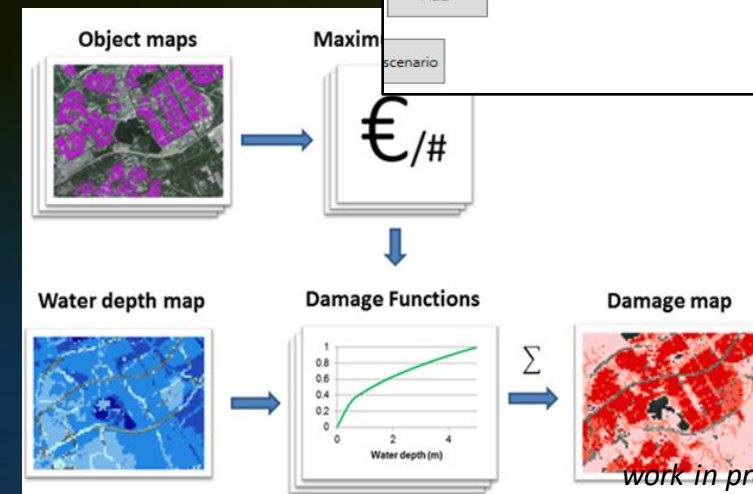 scenario
Object maps
Maximu
€/#
Water depth map
Damage Functions
Damage map
1
0.8
0.6
0.4
0.2
0
0 2 4
Water depth (m)
∑
work in pr